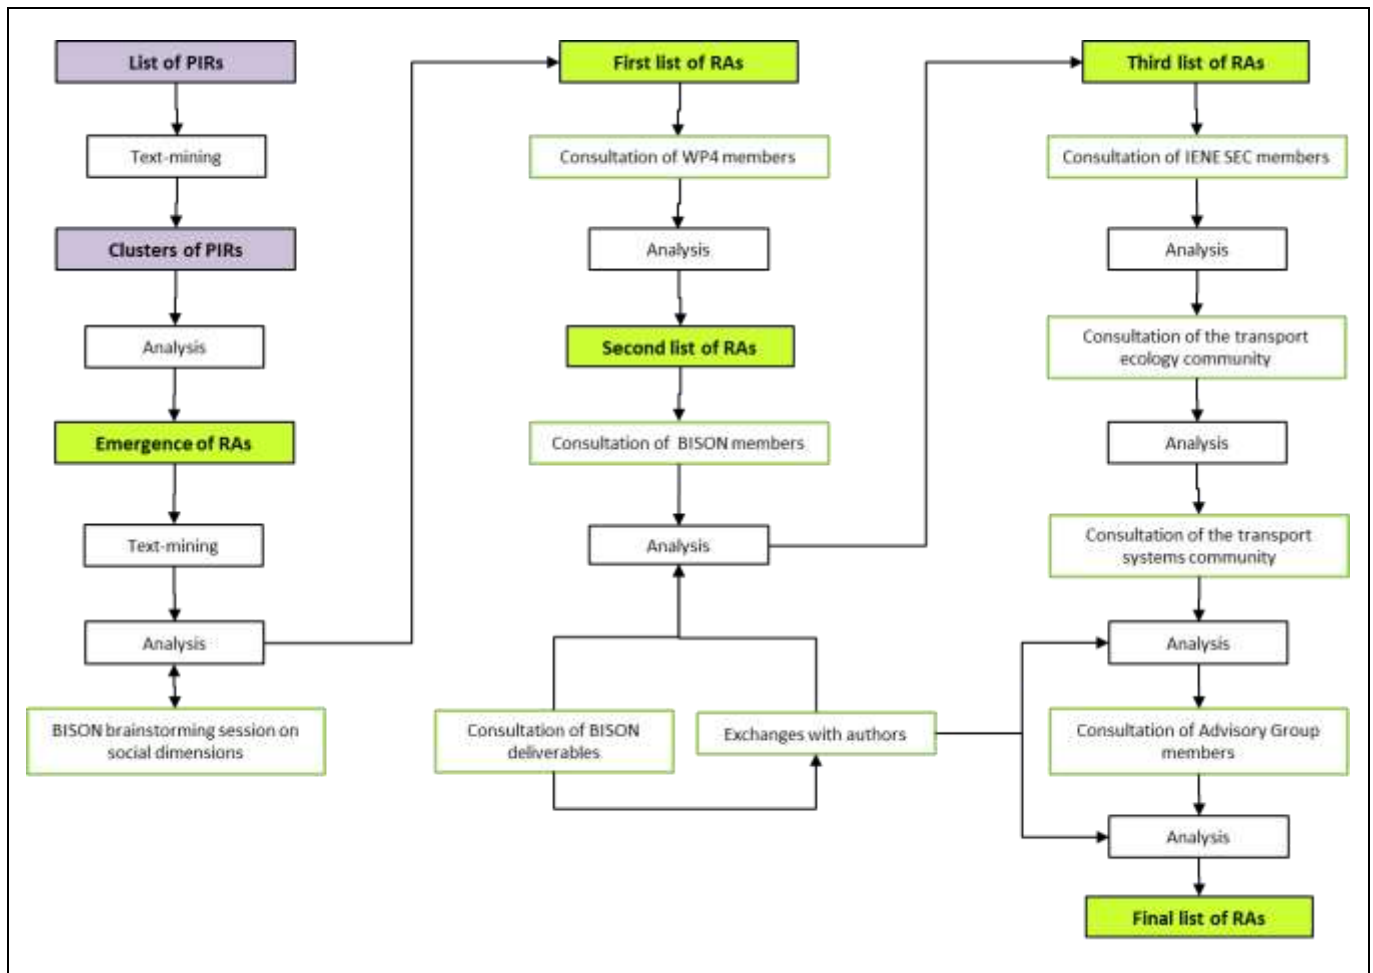 List of PIRs
Text-mining
Clusters of PIRs
Analysis
Emergence of RAs
Text-mining
Analysis
BISON brainstorming session on
social dimensions
First list of RAs
Consultation of WP4 members
Analysis
Second list of RAs
Consultation of BISON members
Analysis
Consultation of BISON
deliverables
Exchanges with authors
Third list of RAs
Consultation of IENE SEC members
Analysis
Consultation of the transport
ecology community
Analysis
Consultation of the transport
systems community
Analysis
Consultation of Advisory Group
members
Analysis
Final list of RAs